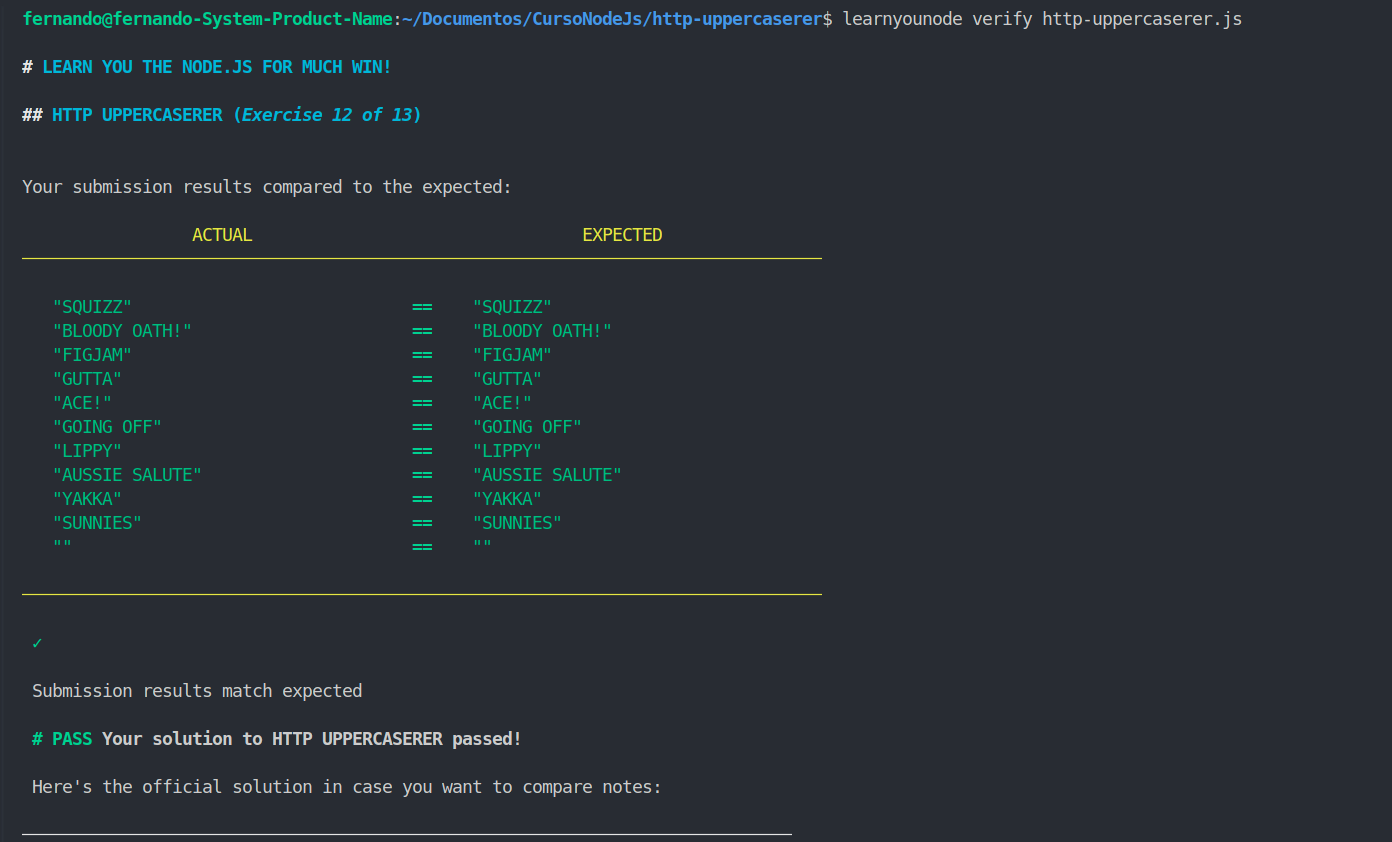 fernando@fernando-System-Product-Name:~/Documentos/CursoNodeJs/http-uppercaserer$ learnyounode verify http-uppercaserer.js
# LEARN YOU THE NODE.JS FOR MUCH WIN!
## HTTP UPPERCASERER (Exercise 12 of 13)
Your submission results compared to the expected:
ACTUAL EXPECTED
"SQUIZZ" == "SQUIZZ"
"BLOODY OATH!" == "BLOODY OATH!"
"FIGJAM" == "FIGJAM"
"GUTTA" == "GUTTA"
"ACE!" == "ACE!"
"GOING OFF" == "GOING OFF"
"LIPPY" == "LIPPY"
"AUSSIE SALUTE" == "AUSSIE SALUTE"
"YAKKA" == "YAKKA"
"SUNNIES" == "SUNNIES"
"" == ""
✓
Submission results match expected
# PASS Your solution to HTTP UPPERCASERER passed!
Here's the official solution in case you want to compare notes: